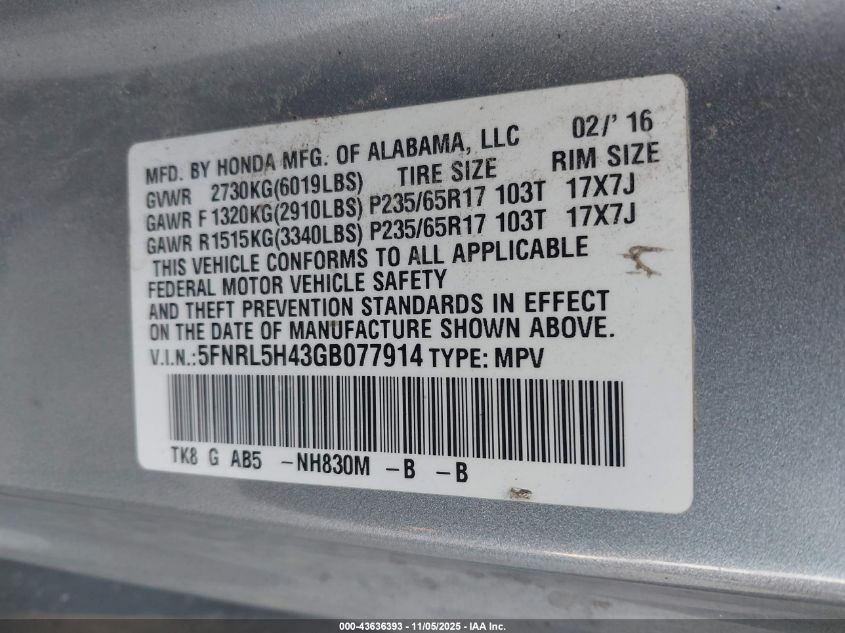 MFD. BY HONDA MFG. OF ALABAMA, LLC 02/' 16
GVWR 2730KG(6019LBS) TIRE SIZE RIM SIZE
GAWR F 1320KG(2910LBS) P235/65R17 103T 17X7J
GAWR R1515KG(3340LBS) P235/65R17 103T 17X7J
THIS VEHICLE CONFORMS TO ALL APPLICABLE
FEDERAL MOTOR VEHICLE SAFETY
AND THEFT PREVENTION STANDARDS IN EFFECT
ON THE DATE OF MANUFACTURE SHOWN ABOVE.
V.I.N.:5FNRL5H43GB077914 TYPE: MPV
TK8 G AB5 -NH830M -B -B
000-43636393 - 11/05/2025 - IAA Inc.